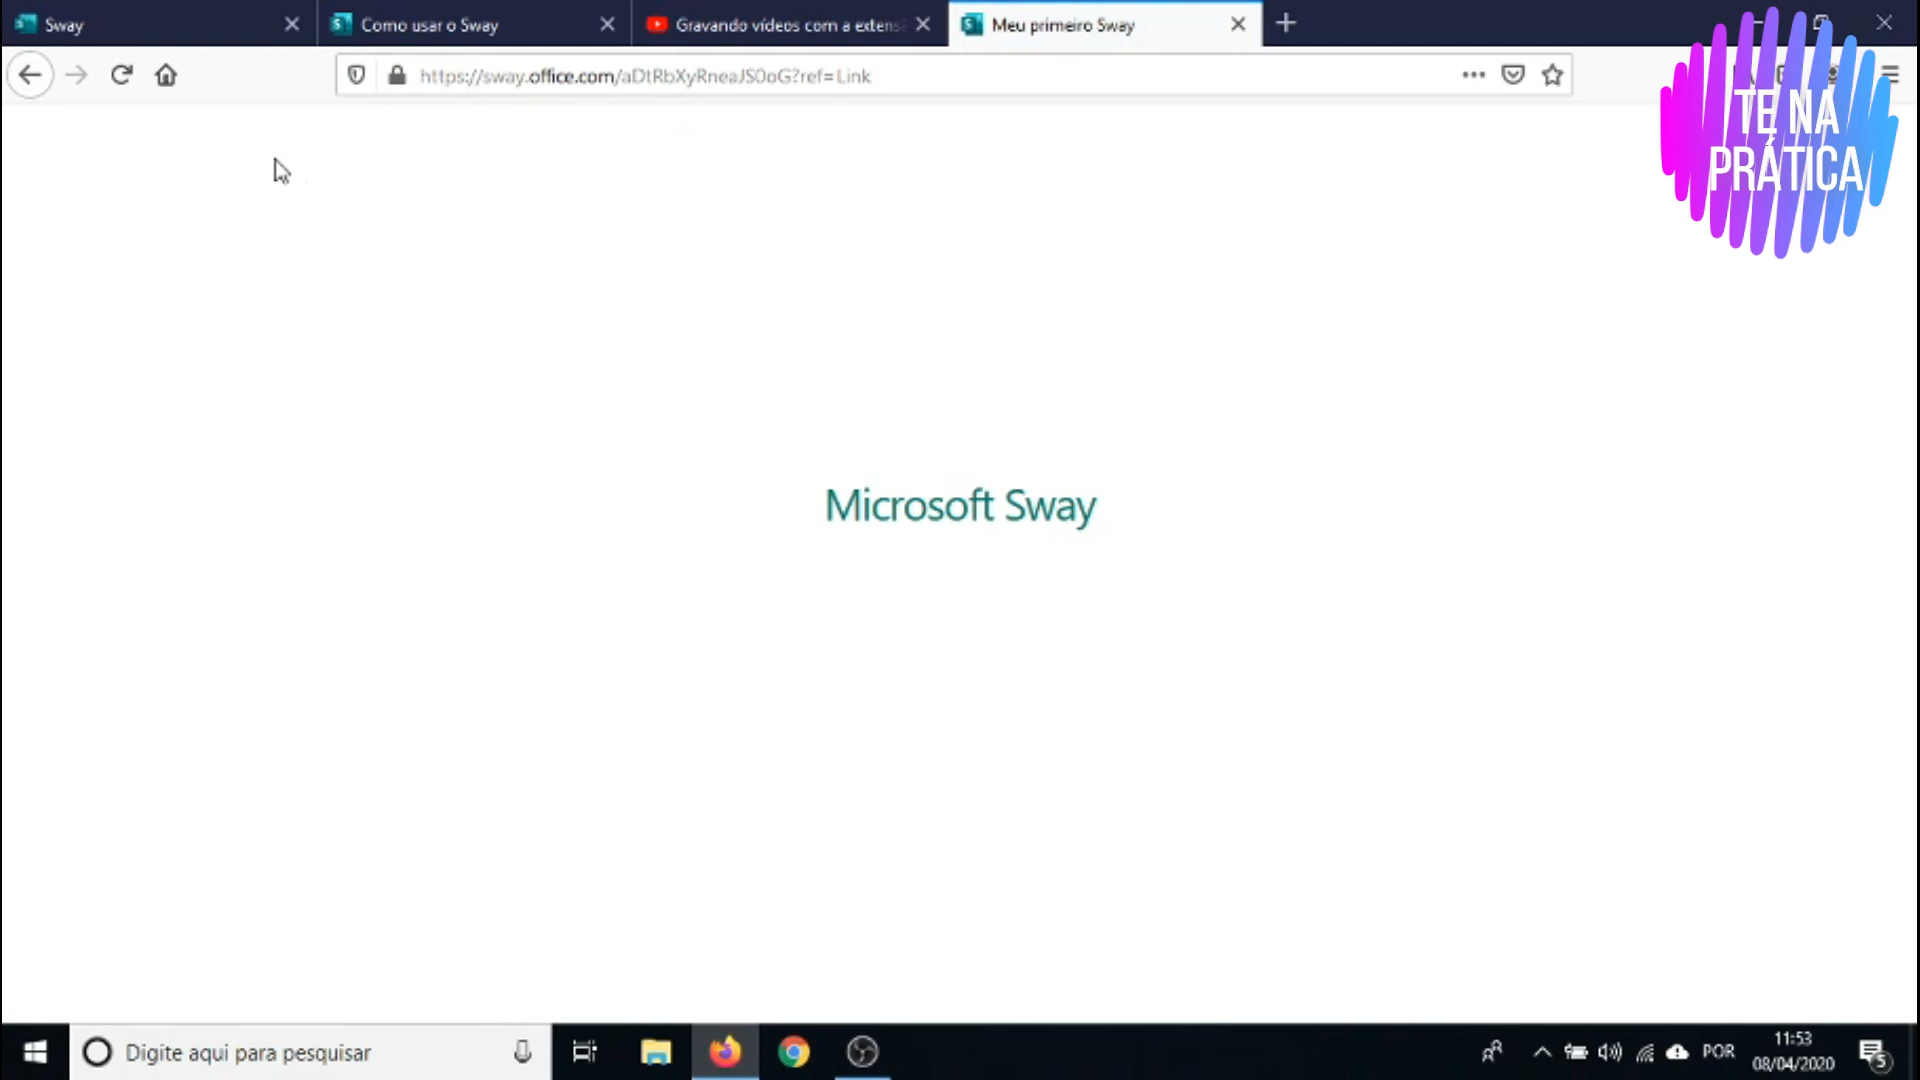 Sway
Como usar o Sway
Gravando vídeos com a extens
Meu primeiro Sway
https://sway.office.com/aDtRbXyRneaJS0oG?ref=Link
TE NA
PRÁTICA
Microsoft Sway
Digite aqui para pesquisar
POR
11:53
08/04/2020
5